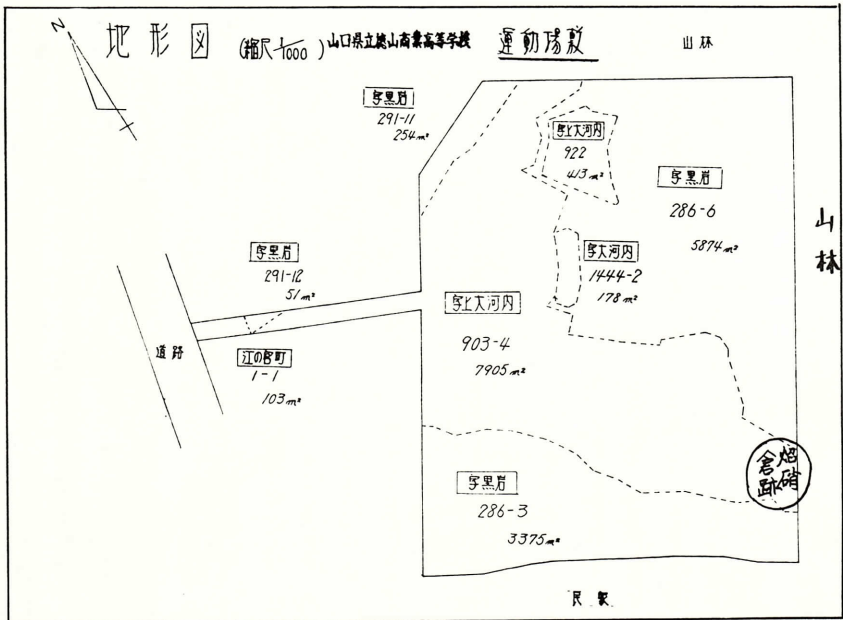 N
地形図 (縮尺1/1000) 山口県立徳山商業高等学校 運動場敷
山林
字黒岩
291-11
254m²
字上大河内
922
413m²
字黒岩
286-6
5874m²
山林
字黒岩
291-12
51m²
字大河内
1444-2
178m²
字上大河内
903-4
7905m²
道路
江の宮町
1-1
103m²
焔硝
倉跡
字黒岩
286-3
3375m²
民家